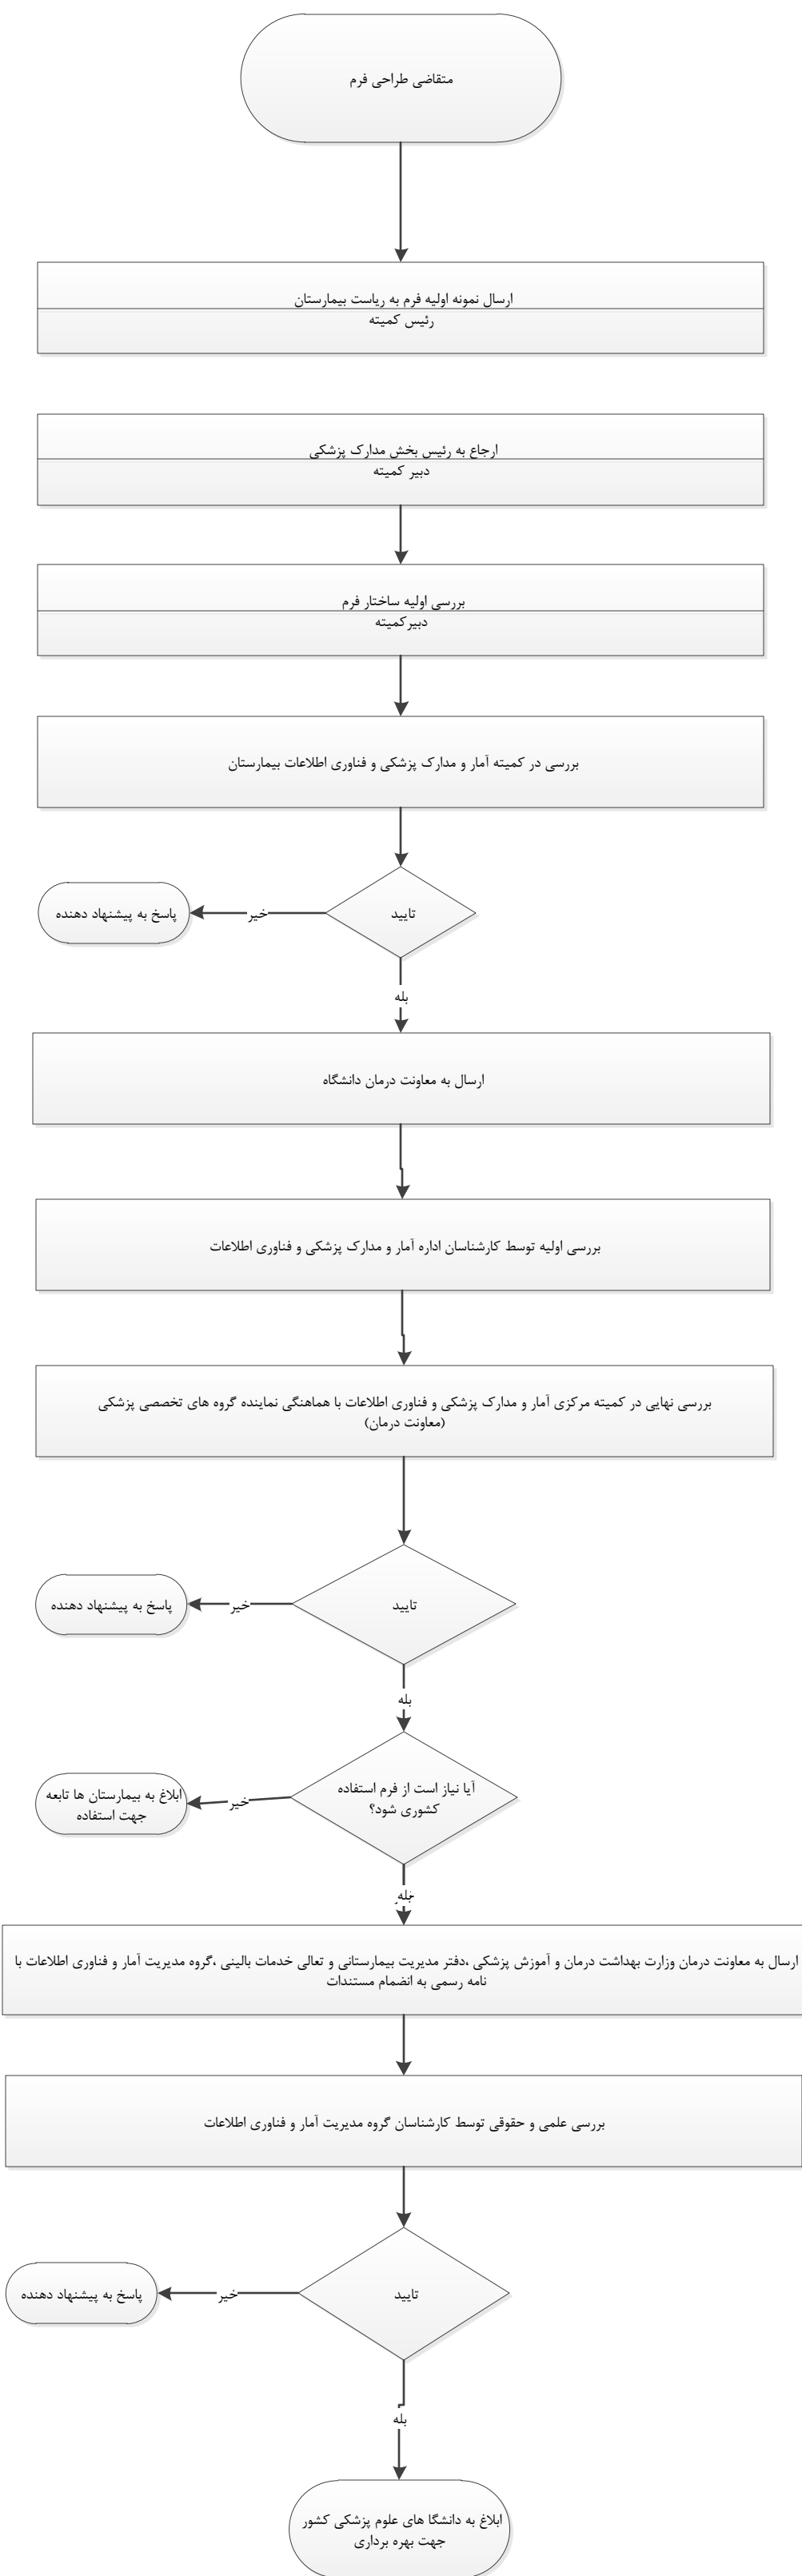 متقاضی طراحی فرم
ارسال نمونه اولیه فرم به ریاست بیمارستان
رئیس کمیته
ارجاع به رئیس بخش مدارک پزشکی
دبیر کمیته
بررسی اولیه ساختار فرم
دبیرکمیته
بررسی در کمیته آمار و مدارک پزشکی و فناوری اطلاعات بیمارستان
تایید
خیر
پاسخ به پیشنهاد دهنده
بله
ارسال به معاونت درمان دانشگاه
بررسی اولیه توسط کارشناسان اداره آمار و مدارک پزشکی و فناوری اطلاعات
بررسی نهایی در کمیته مرکزی آمار و مدارک پزشکی و فناوری اطلاعات با هماهنگی نماینده گروه های تخصصی پزشکی
(معاونت درمان)
تایید
خیر
پاسخ به پیشنهاد دهنده
بله
آیا نیاز است از فرم استفاده
کشوری شود؟
خیر
ابلاغ به بیمارستان ها تابعه
جهت استفاده
ارسال به معاونت درمان وزارت بهداشت درمان و آموزش پزشکی ،دفتر مدیریت بیمارستانی و تعالی خدمات بالینی ،گروه مدیریت آمار و فناوری اطلاعات با
نامه رسمی به انضمام مستندات
بررسی علمی و حقوقی توسط کارشناسان گروه مدیریت آمار و فناوری اطلاعات
تایید
خیر
پاسخ به پیشنهاد دهنده
بله
ابلاغ به دانشگا های علوم پزشکی کشور
جهت بهره برداری